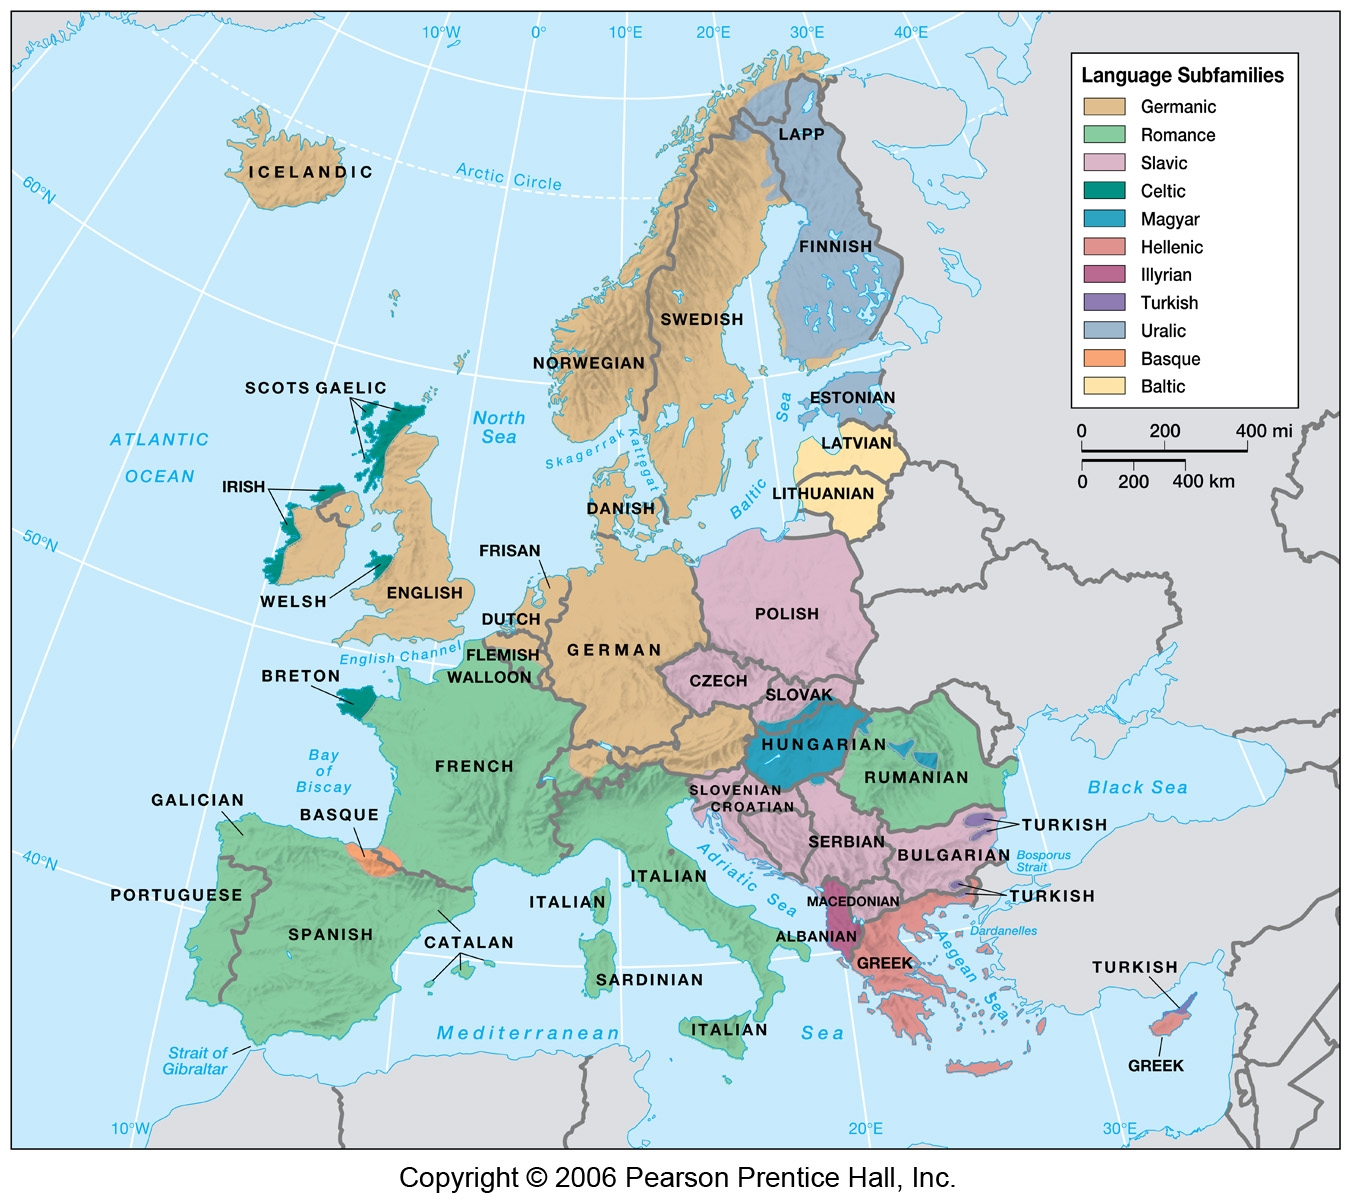 10°W
0°
10°E
20°E
30°E
40°E
Language Subfamilies
Germanic
Romance
Slavic
Celtic
Magyar
Hellenic
Illyrian
Turkish
Uralic
Basque
Baltic
0 200 400 mi
0 200 400 km
60°N
50°N
40°N
ICELANDIC
Arctic Circle
LAPP
FINNISH
SWEDISH
NORWEGIAN
SCOTS GAELIC
North
Sea
Sea
Baltic
ESTONIAN
LATVIAN
LITHUANIAN
ATLANTIC
OCEAN
Skagerrak
Kattegat
IRISH
DANISH
FRISAN
WELSH
ENGLISH
DUTCH
POLISH
English Channel
FLEMISH
WALLOON
GERMAN
BRETON
CZECH
SLOVAK
Bay
of
Biscay
FRENCH
HUNGARIAN
RUMANIAN
SLOVENIAN
CROATIAN
Black Sea
GALICIAN
BASQUE
SERBIAN
TURKISH
BULGARIAN
Bosporus
Strait
Adriatic Sea
ITALIAN
PORTUGUESE
ITALIAN
MACEDONIAN
TURKISH
SPANISH
CATALAN
ALBANIAN
Dardanelles
Aegean Sea
GREEK
SARDINIAN
TURKISH
Mediterranean
ITALIAN
Sea
Strait of
Gibraltar
GREEK
10°W
20°E
30°E
Copyright © 2006 Pearson Prentice Hall, Inc.